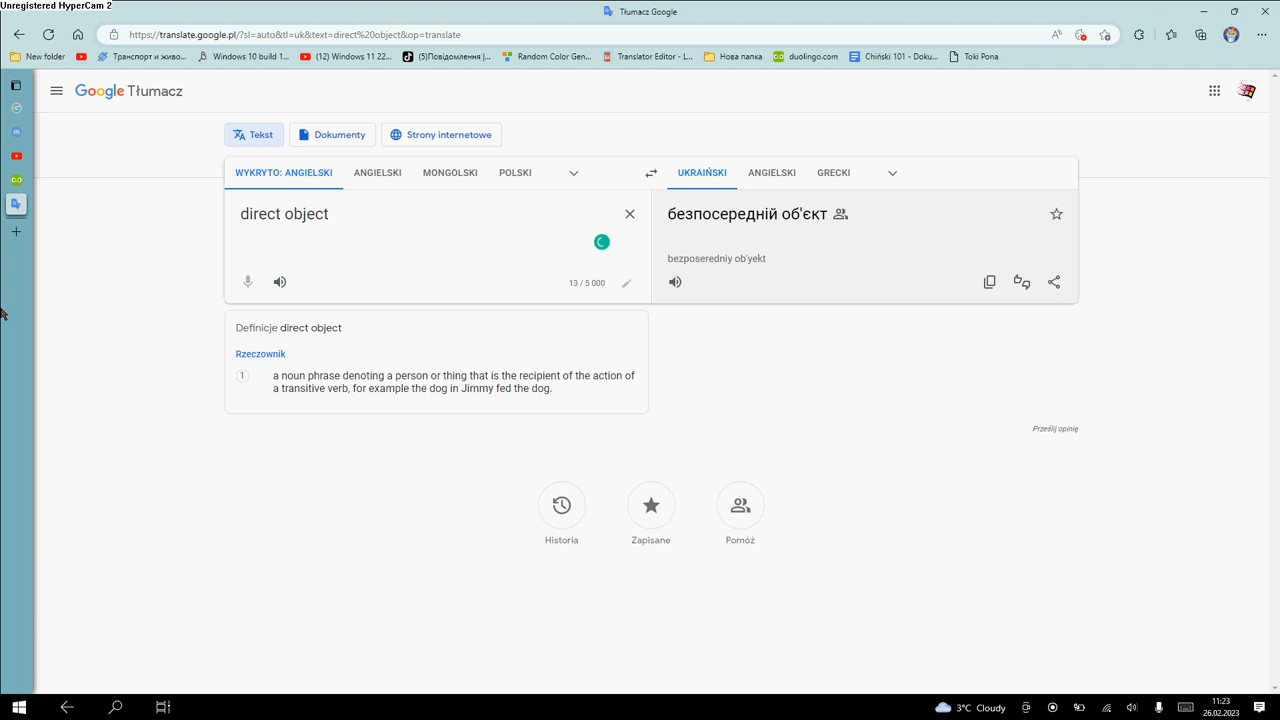 Unregistered HyperCam 2
Tłumacz Google
https://translate.google.pl/?sl=auto&tl=uk&text=direct%20object&op=translate
New folder
Транспорт и живо...
Windows 10 build 1...
(12) Windows 11 22...
(5)Повідомлення |...
Random Color Gen...
Translator Editor - L...
Нова папка
duolingo.com
Chiński 101 - Doku...
Toki Pona
Google Tłumacz
Tekst
Dokumenty
Strony internetowe
WYKRYTO: ANGIELSKI
ANGIELSKI
MONGOLSKI
POLSKI
UKRAIŃSKI
ANGIELSKI
GRECKI
direct object
безпосередній об'єкт
bezposeredniy ob'yekt
13 / 5 000
Definicje direct object
Rzeczownik
1
a noun phrase denoting a person or thing that is the recipient of the action of
a transitive verb, for example the dog in Jimmy fed the dog.
Prześlij opinię
Historia
Zapisane
Pomóż
3°C Cloudy
11:23
26.02.2023